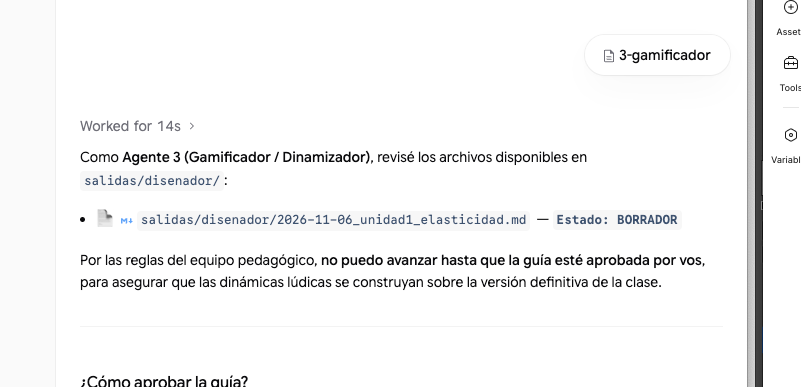 3-gamificador
Asset
Tools
Variabl
Worked for 14s
Como Agente 3 (Gamificador / Dinamizador), revisé los archivos disponibles en
salidas/disenador/ :
M↓ salidas/disenador/2026-11-06_unidad1_elasticidad.md — Estado: BORRADOR
Por las reglas del equipo pedagógico, no puedo avanzar hasta que la guía esté aprobada por vos,
para asegurar que las dinámicas lúdicas se construyan sobre la versión definitiva de la clase.
¿Cómo aprobar la guía?